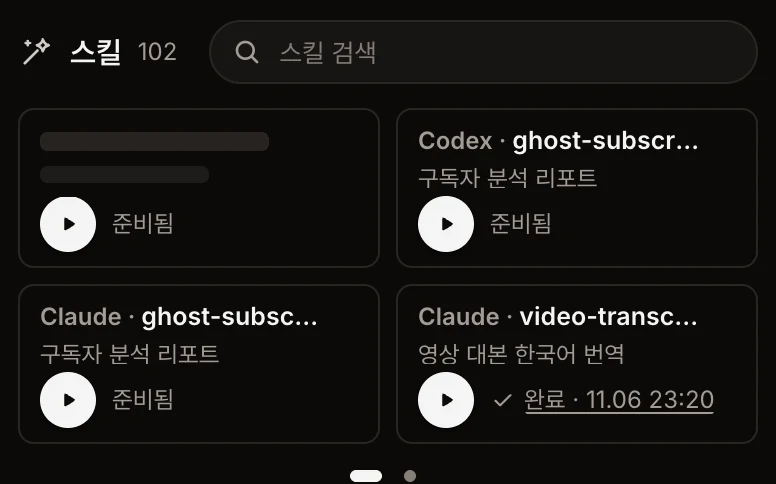 스킬 102
스킬 검색
준비됨
Codex · ghost-subscr...
구독자 분석 리포트
준비됨
Claude · ghost-subsc...
구독자 분석 리포트
준비됨
Claude · video-transc...
영상 대본 한국어 번역
완료 · 11.06 23:20